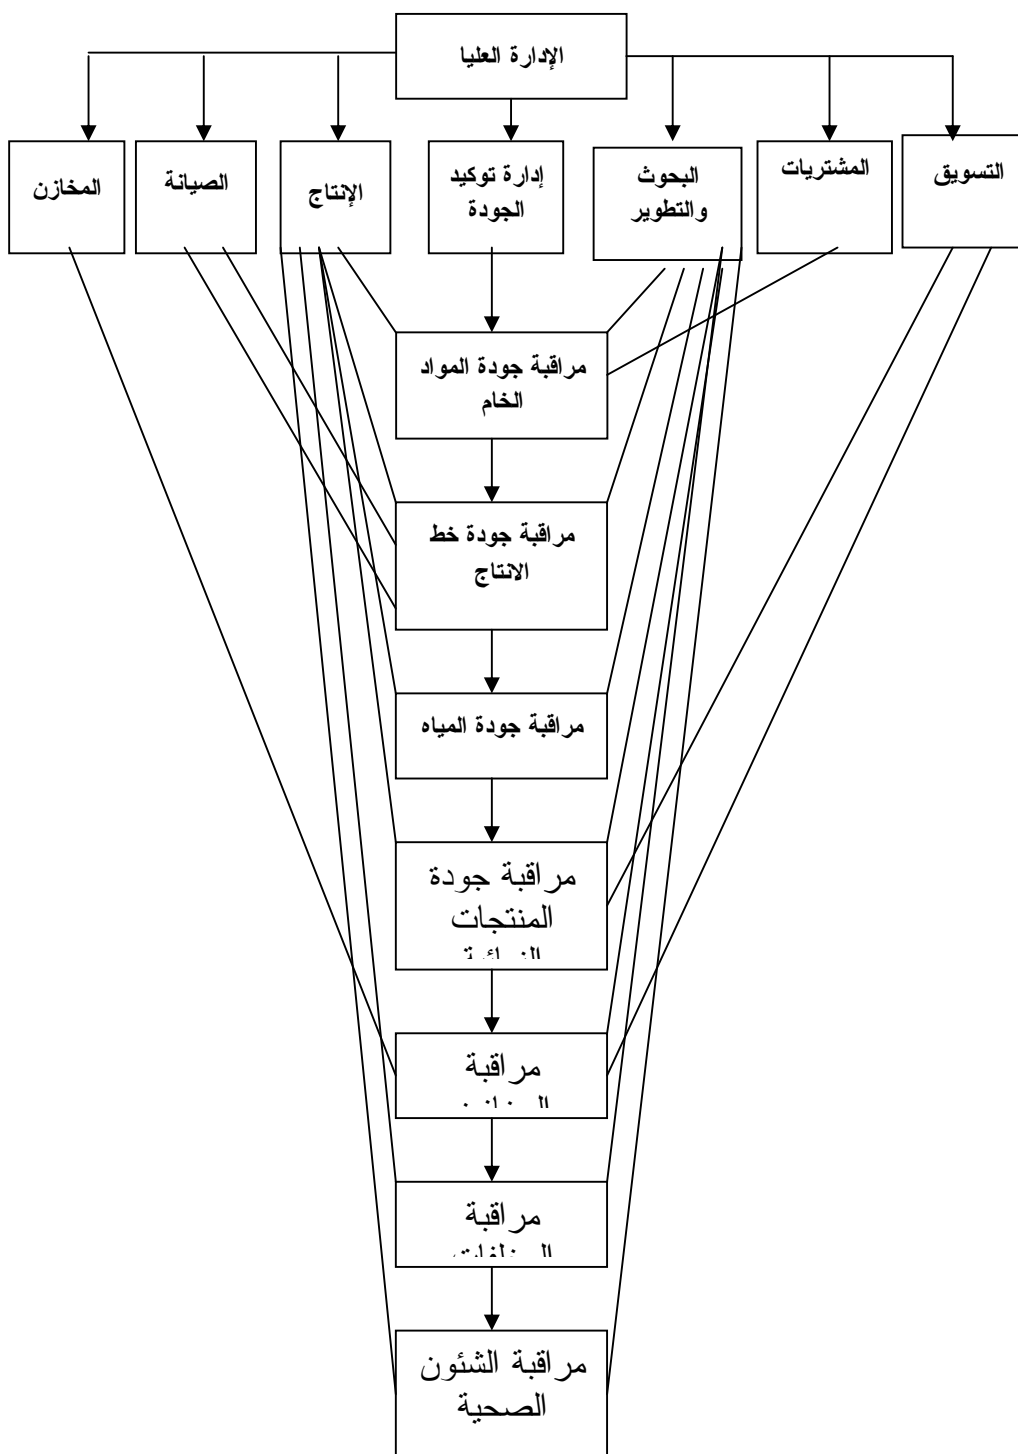 الإدارة العليا
التسويق
المشتريات
البحوث
والتطوير
إدارة توكيد
الجودة
الإنتاج
الصيانة
المخازن
مراقبة جودة المواد
الخام
مراقبة جودة خط
الانتاج
مراقبة جودة المياه
مراقبة جودة
المنتجات
مراقبة
مراقبة
مراقبة الشئون
الصحية